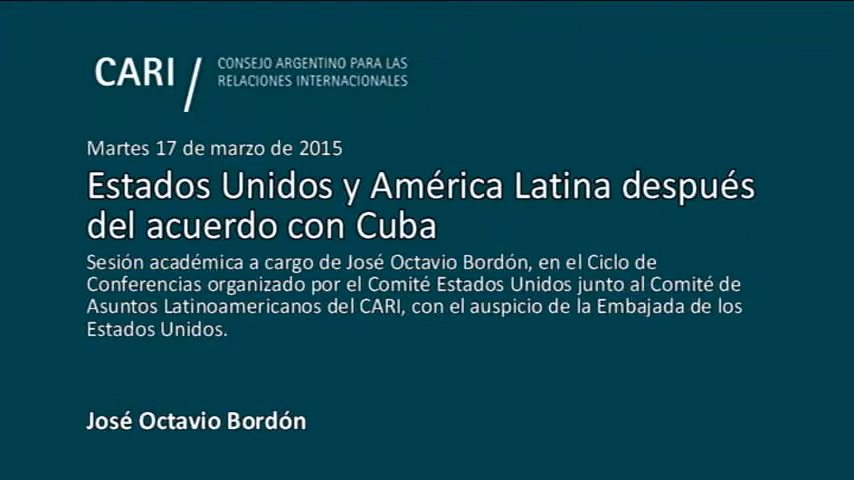 CARI/
CONSEJO ARGENTINO PARA LAS
RELACIONES INTERNACIONALES
Martes 17 de marzo de 2015
Estados Unidos y América Latina después
del acuerdo con Cuba
Sesión académica a cargo de José Octavio Bordón, en el Ciclo de
Conferencias organizado por el Comité Estados Unidos junto al Comité de
Asuntos Latinoamericanos del CARI, con el auspicio de la Embajada de los
Estados Unidos.
José Octavio Bordón